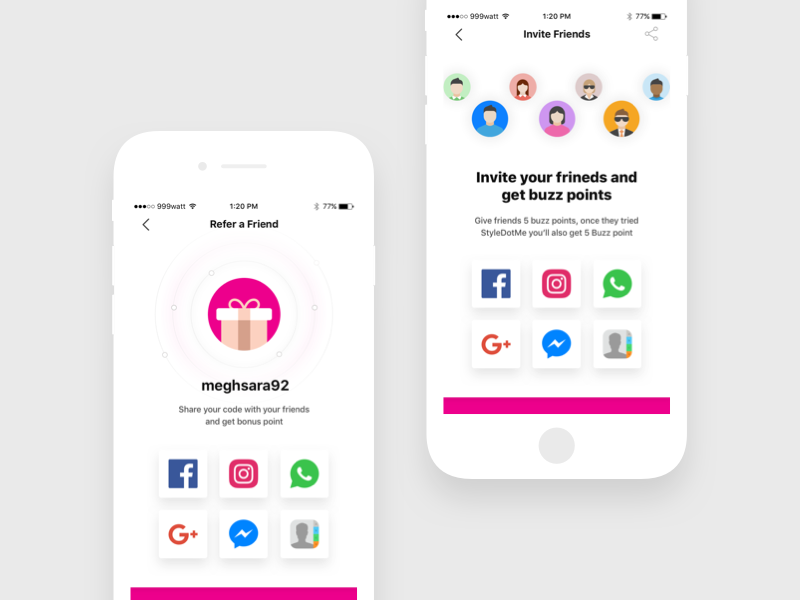 999watt
1:20 PM
77%
Refer a Friend
meghsara92
Share your code with your friends
and get bonus point
G+
999watt
1:20 PM
77%
Invite Friends
Invite your frineds and
get buzz points
Give friends 5 buzz points, once they tried
StyleDotMe you'll also get 5 Buzz point
G+